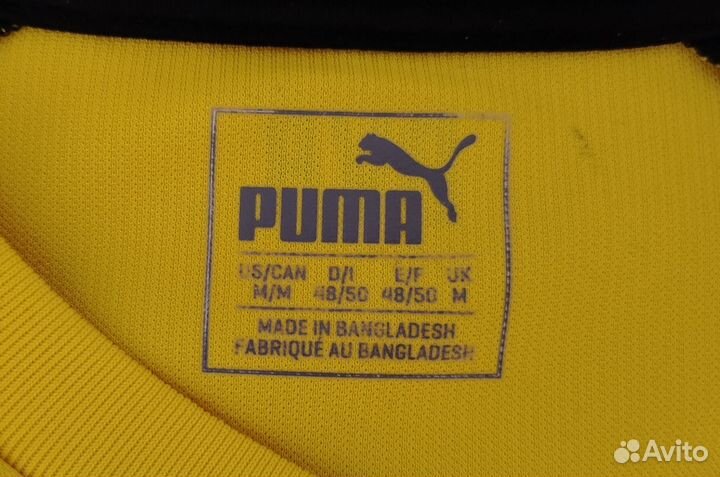 PUMA
US/CAN D/I E/F UK
M/M 48/50 48/50 M
MADE IN BANGLADESH
FABRIQUÉ AU BANGLADESH
Avito